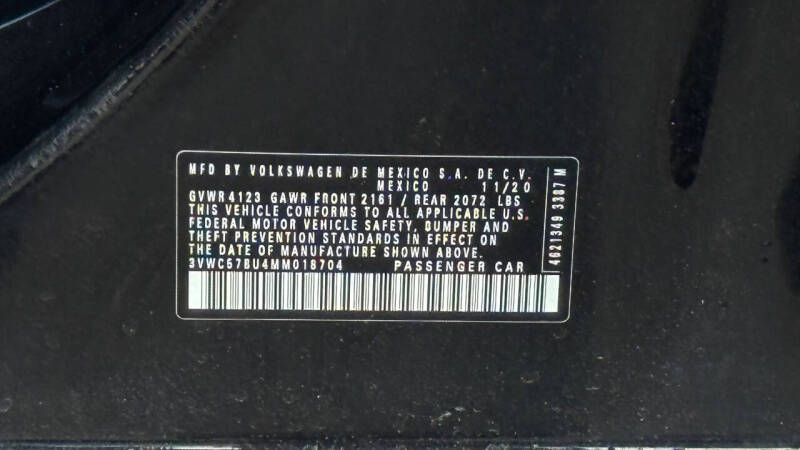 MFD BY VOLKSWAGEN DE MEXICO S.A. DE C.V.
MEXICO 11/20
GVWR 4123 GAWR FRONT 2161 / REAR 2072 LBS
THIS VEHICLE CONFORMS TO ALL APPLICABLE U.S.
FEDERAL MOTOR VEHICLE SAFETY, BUMPER AND
THEFT PREVENTION STANDARDS IN EFFECT ON
THE DATE OF MANUFACTURE SHOWN ABOVE.
3VWC57BU4MM018704 PASSENGER CAR
4621349 3387 M